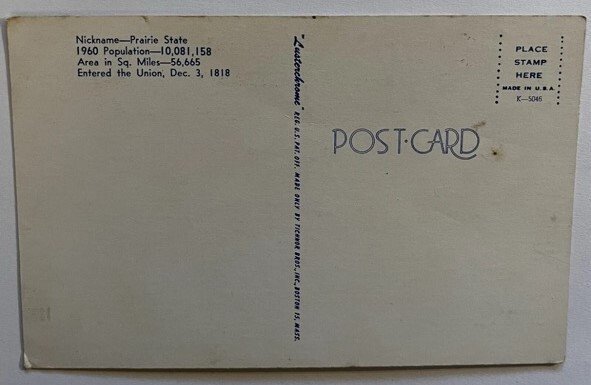 Nickname—Prairie State
1960 Population—10,081,158
Area in Sq. Miles—56,665
Entered the Union, Dec. 3, 1818
"Lusterchrome" REG. U.S. PAT. OFF. MADE ONLY BY TICHNOR BROS., INC., BOSTON 15, MASS.
PLACE
STAMP
HERE
MADE IN U.S.A.
K—5046
POST·CARD